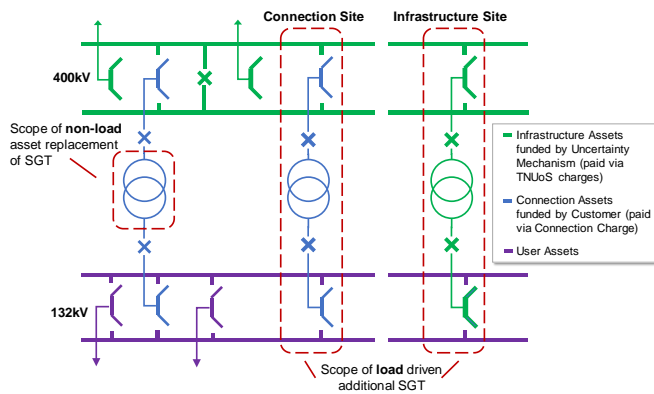 Connection Site
Infrastructure Site
400kV
Scope of non-load
asset replacement
of SGT
Infrastructure Assets
funded by Uncertainty
Mechanism (paid via
TNUoS charges)
Connection Assets
funded by Customer (paid
via Connection Charge)
User Assets
132kV
Scope of load driven
additional SGT